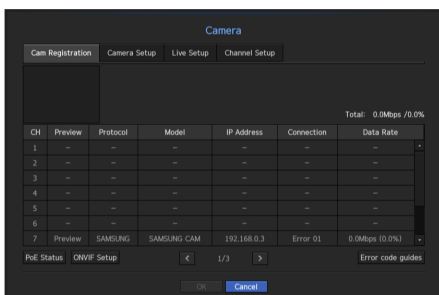 Camera
Cam Registration Camera Setup Live Setup Channel Setup
Total: 0.0Mbps /0.0%
CH Preview Protocol Model IP Address Connection Data Rate
1 – – – – – –
2 – – – – – –
3 – – – – – –
4 – – – – – –
5 – – – – – –
6 – – – – – –
7 Preview SAMSUNG SAMSUNG CAM 192.168.0.3 Error 01 0.0Mbps (0.0%)
PoE Status ONVIF Setup < 1/3 > Error code guides
OK Cancel